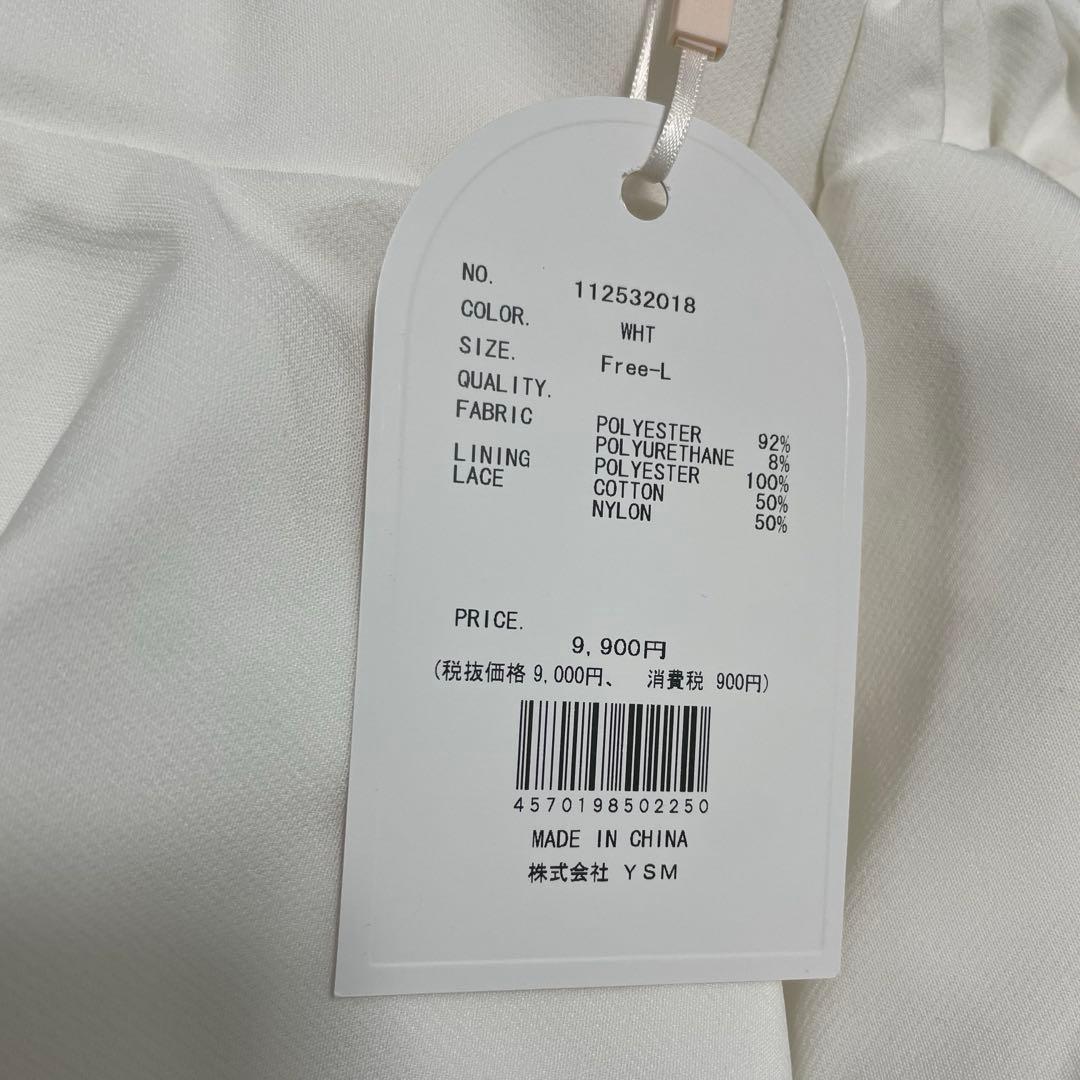 NO. 112532018
COLOR. WHT
SIZE. Free-L
QUALITY.
FABRIC POLYESTER 92%
POLYURETHANE 8%
LINING POLYESTER 100%
LACE COTTON 50%
NYLON 50%
PRICE.
9,900円
(税抜価格 9,000円、 消費税 900円)
4570198502250
MADE IN CHINA
株式会社 YSM